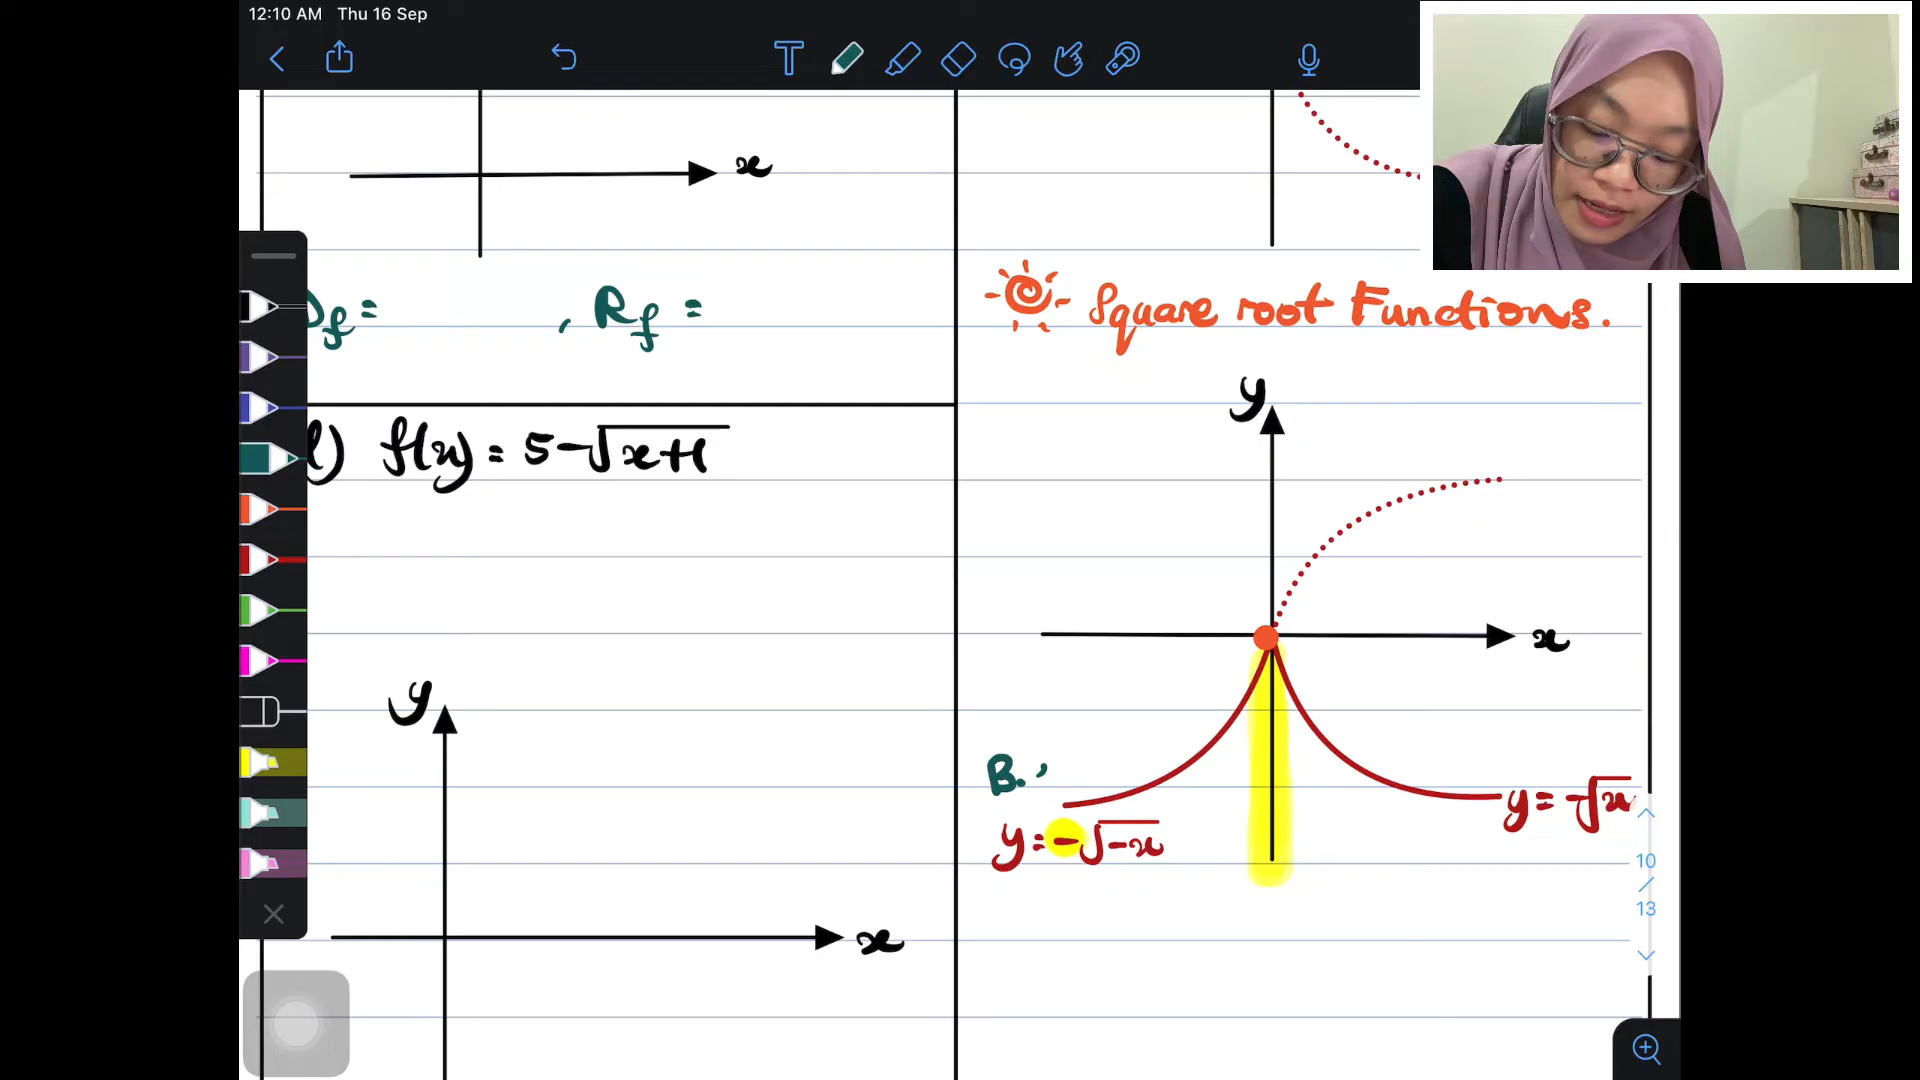 12:10 AM Thu 16 Sep
T
x
Df = , Rf =
l) f(x) = 5-√x+1
y
x
Square root Functions.
y
x
B.
y = -√x
y = -√-x
10
/
13